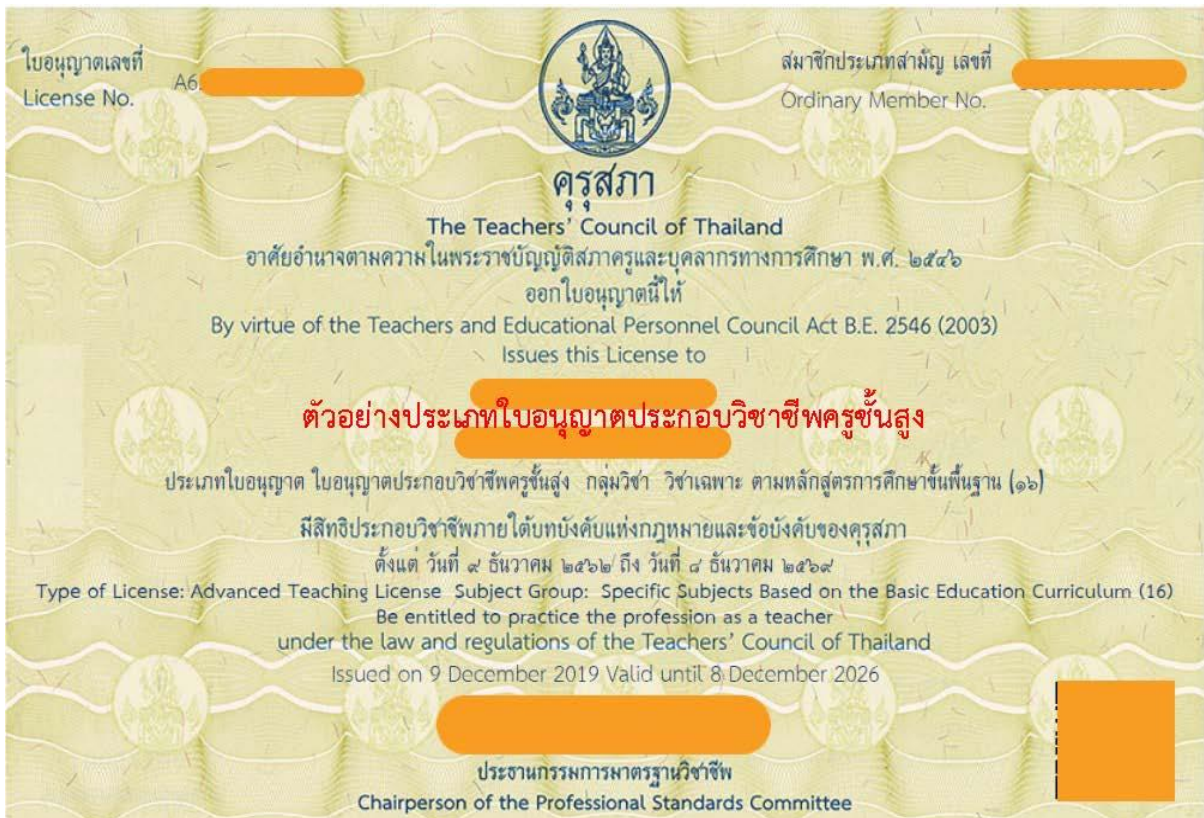 ใบอนุญาตเลขที่
License No.
A6
สมาชิกประเภทสามัญ เลขที่
Ordinary Member No.
คุรุสภา
The Teachers' Council of Thailand
อาศัยอำนาจตามความในพระราชบัญญัติสภาครูและบุคลากรทางการศึกษา พ.ศ. ๒๕๔๖
ออกใบอนุญาตนี้ให้
By virtue of the Teachers and Educational Personnel Council Act B.E. 2546 (2003)
Issues this License to
ตัวอย่างประเภทใบอนุญาตประกอบวิชาชีพครูชั้นสูง
ประเภทใบอนุญาต ใบอนุญาตประกอบวิชาชีพครูชั้นสูง กลุ่มวิชา วิชาเฉพาะ ตามหลักสูตรการศึกษาขั้นพื้นฐาน (๑๖)
มีสิทธิประกอบวิชาชีพภายใต้บทบังคับแห่งกฎหมายและข้อบังคับของคุรุสภา
ตั้งแต่ วันที่ ๙ ธันวาคม ๒๕๖๒ ถึง วันที่ ๘ ธันวาคม ๒๕๖๙
Type of License: Advanced Teaching License Subject Group: Specific Subjects Based on the Basic Education Curriculum (16)
Be entitled to practice the profession as a teacher
under the law and regulations of the Teachers' Council of Thailand
Issued on 9 December 2019 Valid until 8 December 2026
ประธานกรรมการมาตรฐานวิชาชีพ
Chairperson of the Professional Standards Committee